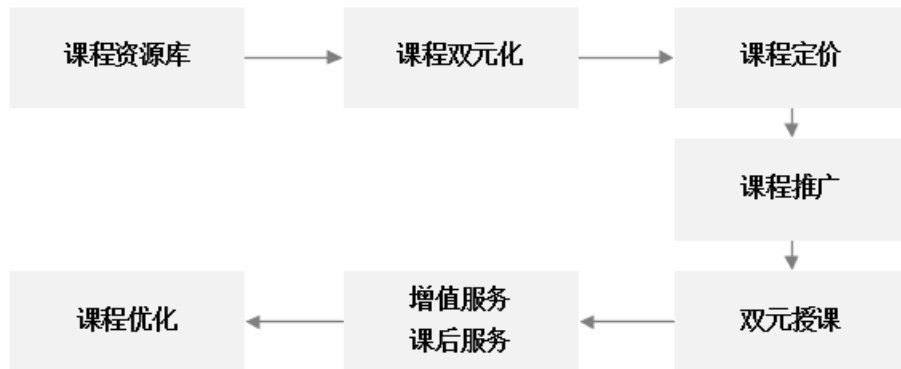 课程资源库
课程双元化
课程定价
课程推广
双元授课
增值服务
课后服务
课程优化